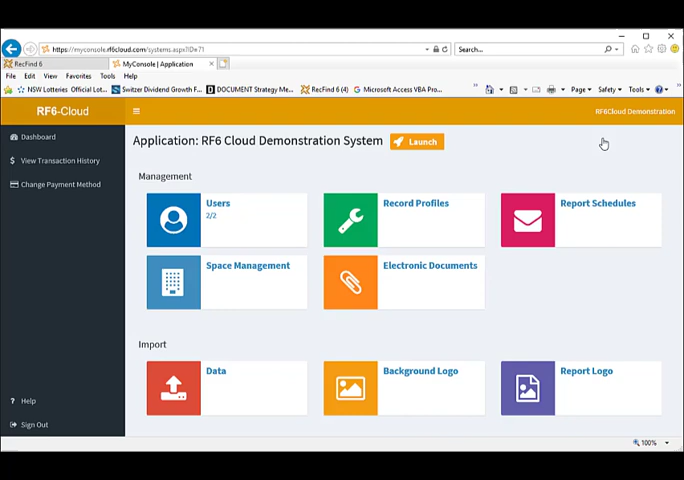 https://myconsole.rf6cloud.com/systems.aspx?ID=71
Search...
RecFind 6
MyConsole | Application
File Edit View Favorites Tools Help
NSW Lotteries Official Lot...
Switzer Dividend Growth F...
DOCUMENT Strategy Me...
RecFind 6 (4)
Microsoft Access VBA Pro...
Page
Safety
Tools
RF6-Cloud
RF6Cloud Demonstration
Dashboard
View Transaction History
Change Payment Method
Application: RF6 Cloud Demonstration System
Launch
Management
Users
2/2
Record Profiles
Report Schedules
Space Management
Electronic Documents
Import
Data
Background Logo
Report Logo
Help
Sign Out
100%